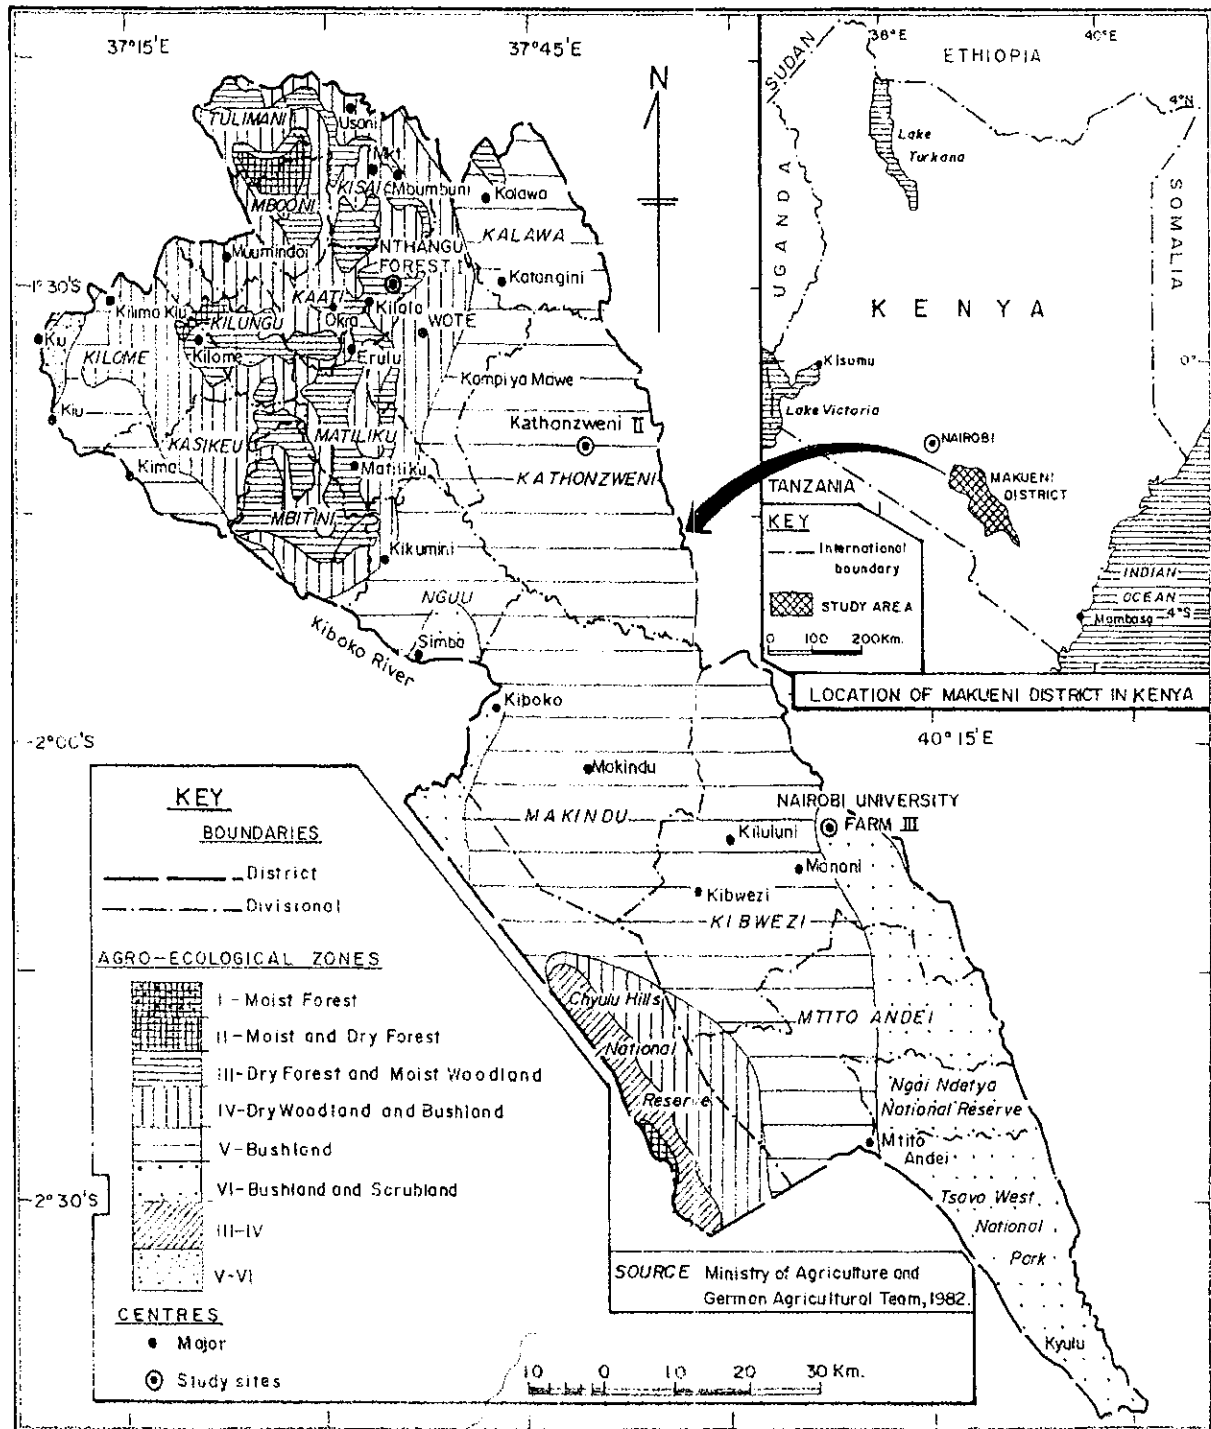 37°15'E
37°45'E
N
TULIMANI
Usoni
Mkt
KISAU
Mbumbuni
MBOONI
Kolawa
KALAWA
Muumindoi
NTHANGU
FOREST I
Katangini
1°30'S
Kilima Kiu
KAATI
Okia
Kilala
KILUNGU
WOTE
Kiu
KILOME
Kilome
Erulu
Kampi ya Mawe
Kiu
Kathonzweni II
KASIKEU
MATILIKU
Matiliku
Kima
KATHONZWENI
MBITINI
Kikumini
NGUU
Simba
Kiboko River
Kiboko
2°00'S
Makindu
MAKINDU
Kiluluni
NAIROBI UNIVERSITY
FARM III
Manani
Kibwezi
KIBWEZI
Chyulu Hills
National
Reserve
MTITO ANDEI
Ngai Ndetya
National Reserve
Mtito
Andei
Tsavo West
National
Park
Kyulu
2°30'S
40°15'E
38°E
40°E
SUDAN
ETHIOPIA
4°N
Lake
Turkana
UGANDA
SOMALIA
KENYA
Kisumu
0°
Lake Victoria
NAIROBI
MAKUENI
DISTRICT
TANZANIA
KEY
International
boundary
STUDY AREA
0 100 200Km.
INDIAN
OCEAN
Mombasa
4°S
LOCATION OF MAKUENI DISTRICT IN KENYA
KEY
BOUNDARIES
District
Divisional
AGRO-ECOLOGICAL ZONES
I-Moist Forest
II-Moist and Dry Forest
III-Dry Forest and Moist Woodland
IV-Dry Woodland and Bushland
V-Bushland
VI-Bushland and Scrubland
III-IV
V-VI
CENTRES
Major
Study sites
SOURCE Ministry of Agriculture and
German Agricultural Team, 1982.
10 0 10 20 30 Km.